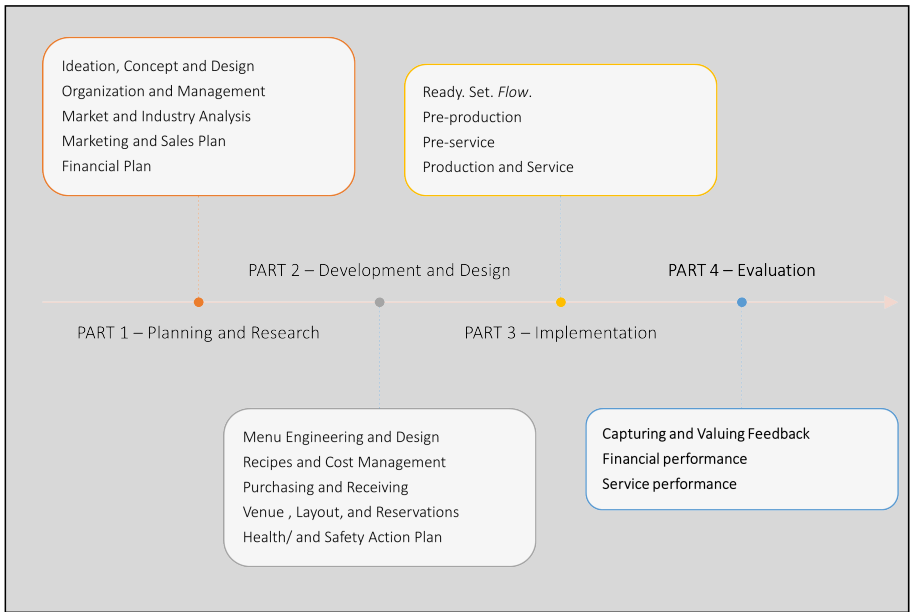 Ideation, Concept and Design
Organization and Management
Market and Industry Analysis
Marketing and Sales Plan
Financial Plan
Ready. Set. Flow.
Pre-production
Pre-service
Production and Service
PART 2 – Development and Design
PART 4 – Evaluation
PART 1 – Planning and Research
PART 3 – Implementation
Menu Engineering and Design
Recipes and Cost Management
Purchasing and Receiving
Venue , Layout, and Reservations
Health/ and Safety Action Plan
Capturing and Valuing Feedback
Financial performance
Service performance